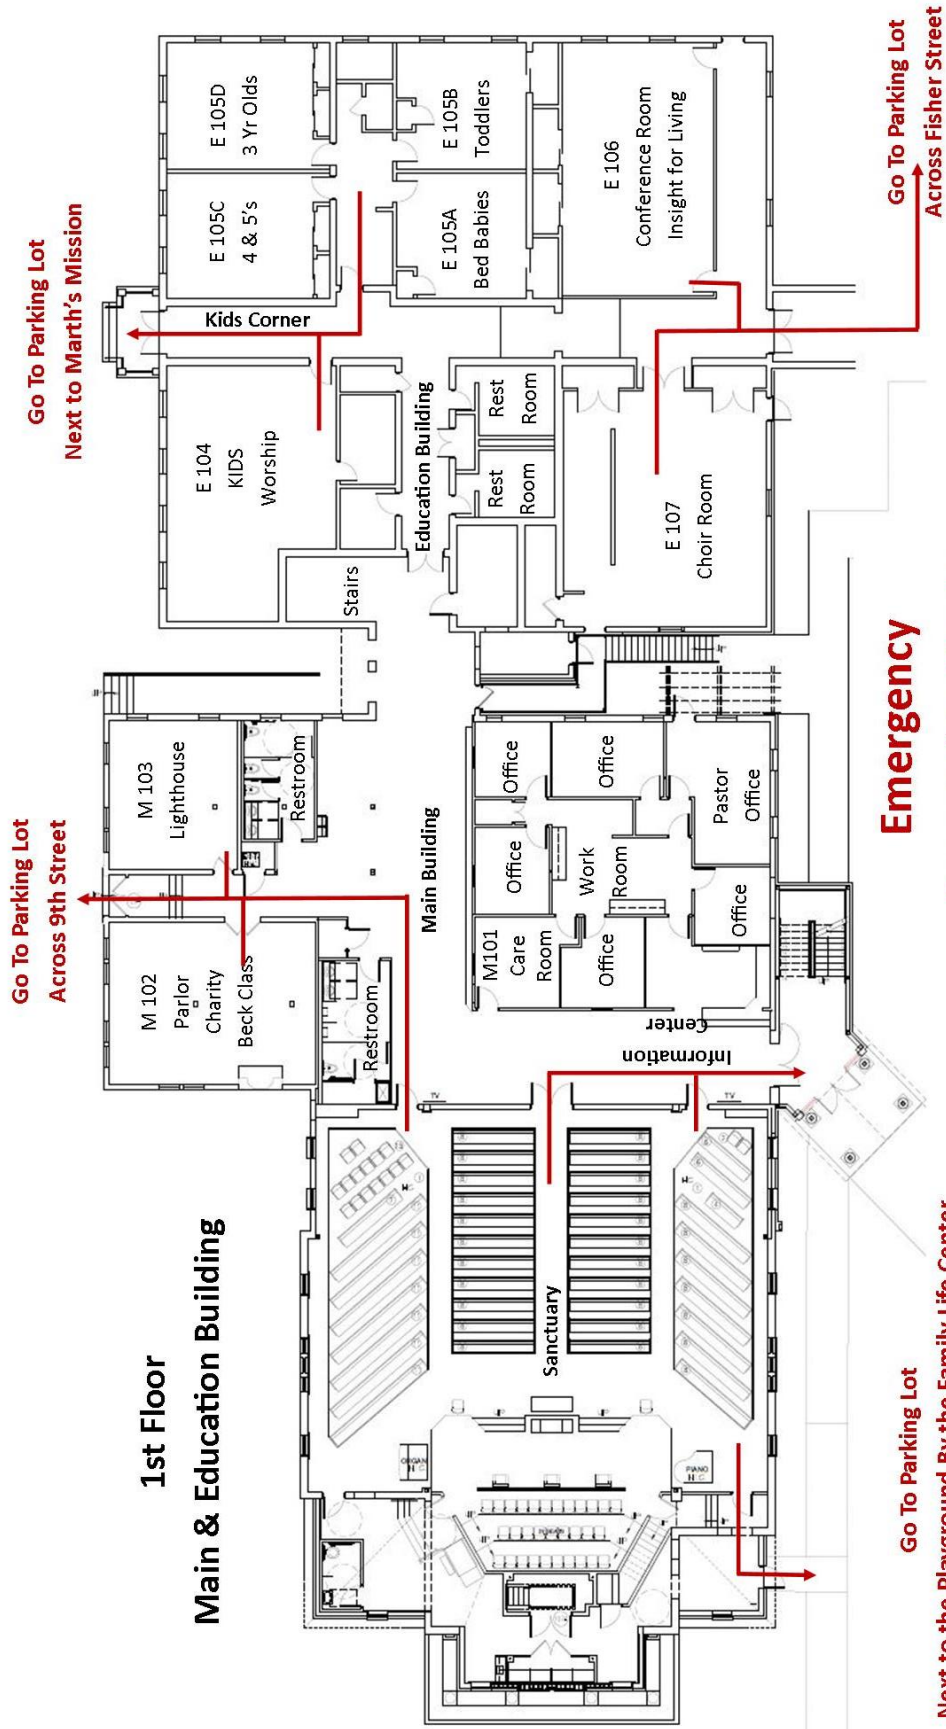 1st Floor
Main & Education Building
Go To Parking Lot
Across 9th Street
Go To Parking Lot
Next to Marth's Mission
M 102
Parlor
Charity
Beck Class
M 103
Lighthouse
Restroom
Restroom
E 104
KIDS
Worship
Kids Corner
E 105C
4 & 5's
E 105D
3 Yr Olds
Stairs
Education Building
E 105A
Bed Babies
E 105B
Toddlers
Rest
Room
Rest
Room
Main Building
Sanctuary
ORGAN
PIANO
TV
TV
Information
Center
M101
Care
Room
Office
Office
Office
Office
Work
Room
Office
Pastor
Office
E 107
Choir Room
E 106
Conference Room
Insight for Living
Go To Parking Lot
Next to the Playground By the Family Life Center
Emergency
Go To Parking Lot
Across Fisher Street